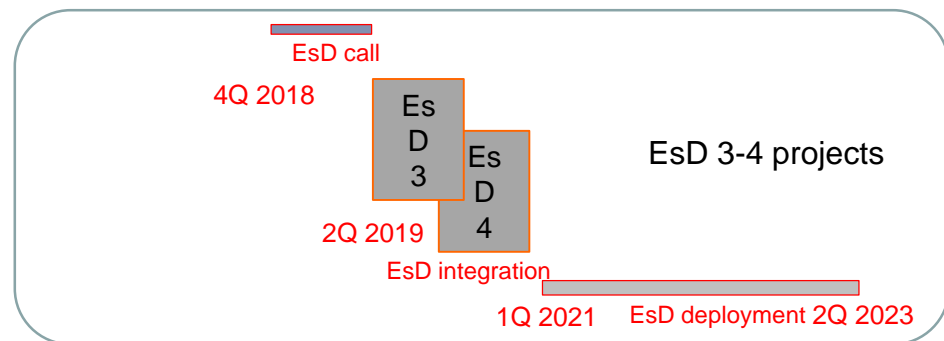 EsD call
4Q 2018
Es
D
3
Es
D
4
EsD 3-4 projects
2Q 2019
EsD integration
1Q 2021 EsD deployment 2Q 2023